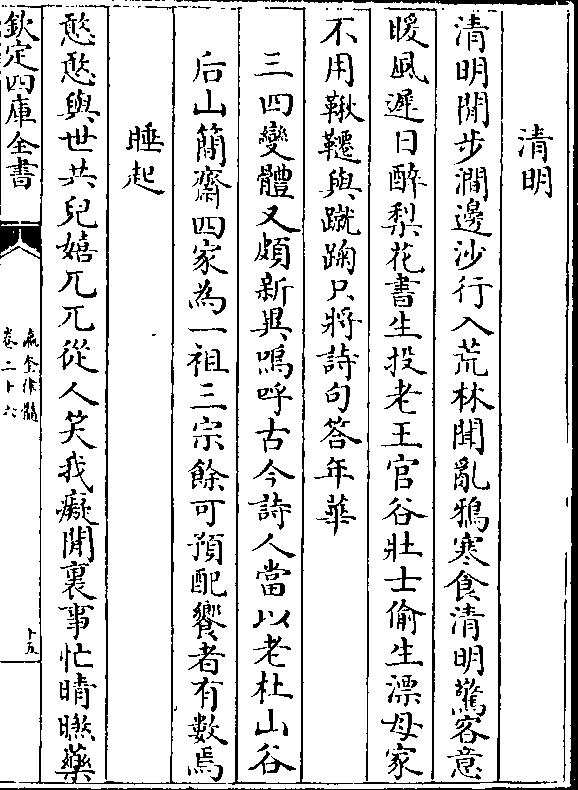 清明
清明閒步澗邊沙行入荒林聞亂鴉寒食清明驚客意
暖風遲日醉梨花書生投老王官谷壯士偷生漂母家
不用鞦韆與蹴踘只將詩句答年華
三四變體又頗新異嗚呼古今詩人當以老杜山谷
后山簡齋四家為一祖三宗餘可預配饗者有數焉
睡起
憨憨與世共兒嬉兀兀從人笑我癡閒裏事忙晴㬠藥
欽定四庫全書
瀛奎律髓
卷二十六
十五